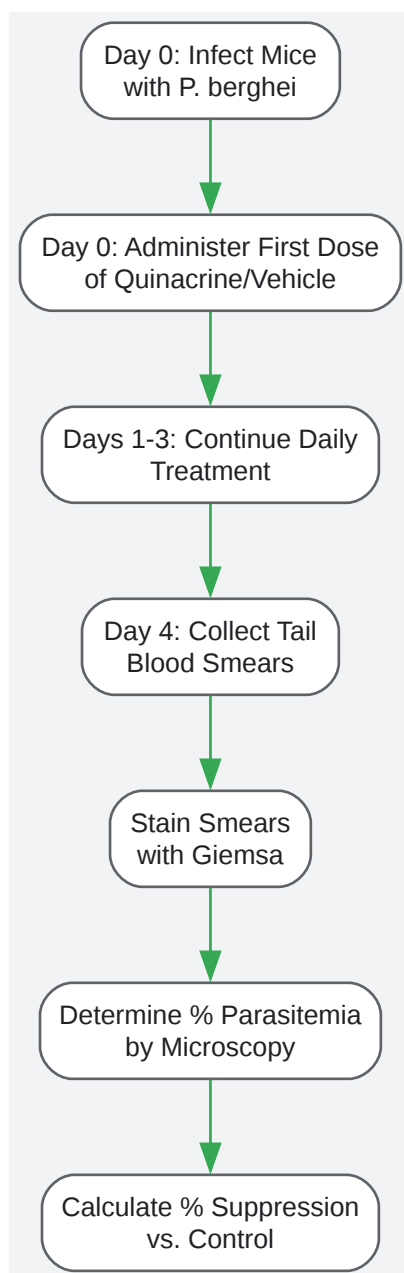 Day 0: Infect Mice
with P. berghei
Day 0: Administer First Dose
of Quinacrine/Vehicle
Days 1-3: Continue Daily
Treatment
Day 4: Collect Tail
Blood Smears
Stain Smears
with Giemsa
Determine % Parasitemia
by Microscopy
Calculate % Suppression
vs. Control